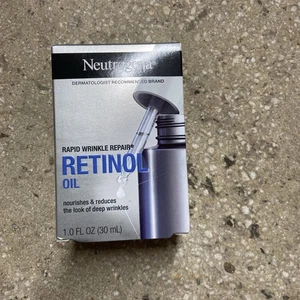 Neutrogena
DERMATOLOGIST RECOMMENDED BRAND
RAPID WRINKLE REPAIR®
RETINOL
OIL
nourishes & reduces
the look of deep wrinkles
1.0 FL OZ (30 mL)